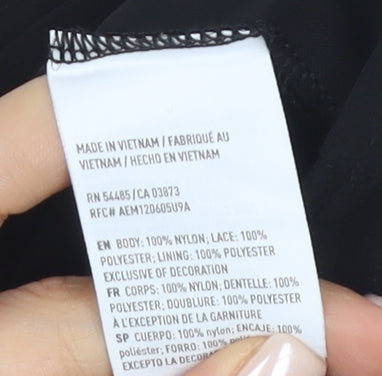 MADE IN VIETNAM / FABRIQUÉ AU
VIETNAM / HECHO EN VIETNAM
RN 54485/CA 03873
RFC# AEM120605U9A
EN BODY: 100% NYLON; LACE: 100%
POLYESTER; LINING: 100% POLYESTER
EXCLUSIVE OF DECORATION
FR CORPS: 100% NYLON; DENTELLE: 100%
POLYESTER; DOUBLURE: 100% POLYESTER
À L'EXCEPTION DE LA GARNITURE
SP CUERPO: 100% nylon; ENCAJE: 100%
poliéster; FORRO: 100%
EXCEPTO LA